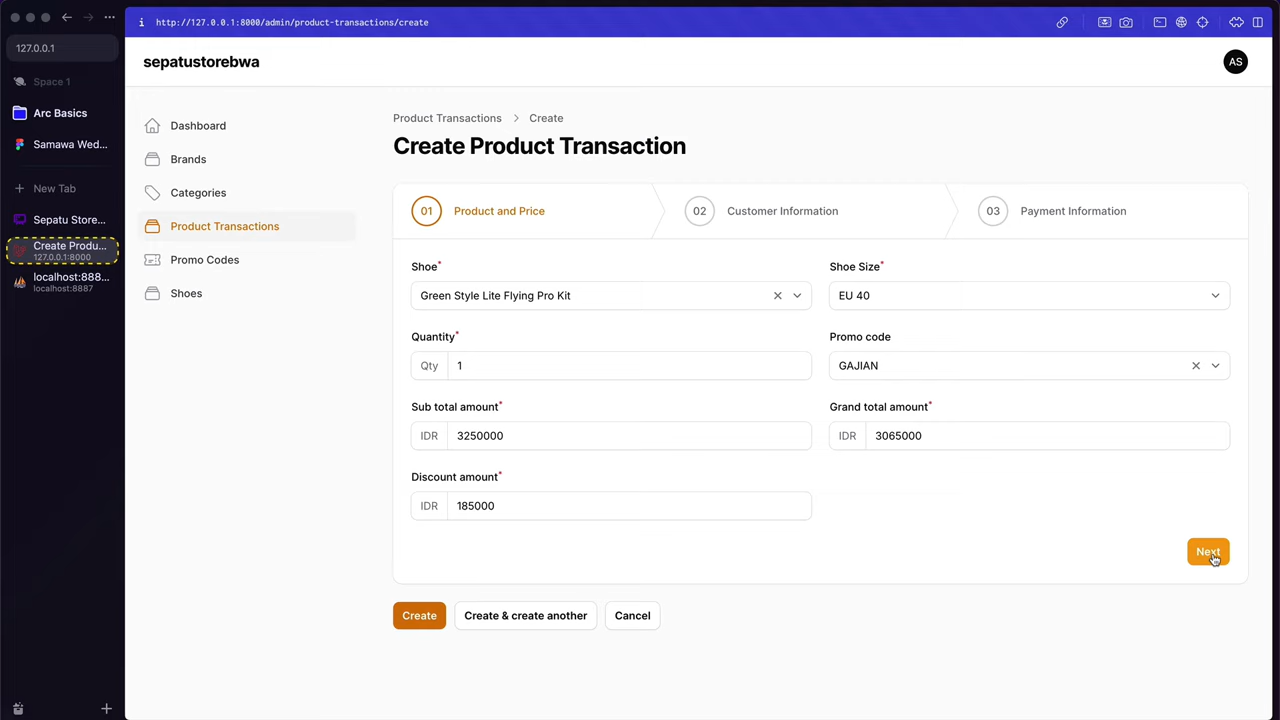 http://127.0.0.1:8000/admin/product-transactions/create
127.0.0.1
Space 1
Arc Basics
Samawa Wed...
New Tab
Sepatu Store...
Create Produ...
127.0.0.1:8000
localhost:888...
localhost:8887
sepatustorebwa
AS
Dashboard
Brands
Categories
Product Transactions
Promo Codes
Shoes
Product Transactions > Create
Create Product Transaction
01 Product and Price
02 Customer Information
03 Payment Information
Shoe*
Green Style Lite Flying Pro Kit
Shoe Size*
EU 40
Quantity*
Qty 1
Promo code
GAJIAN
Sub total amount*
IDR 3250000
Grand total amount*
IDR 3065000
Discount amount*
IDR 185000
Next
Create
Create & create another
Cancel